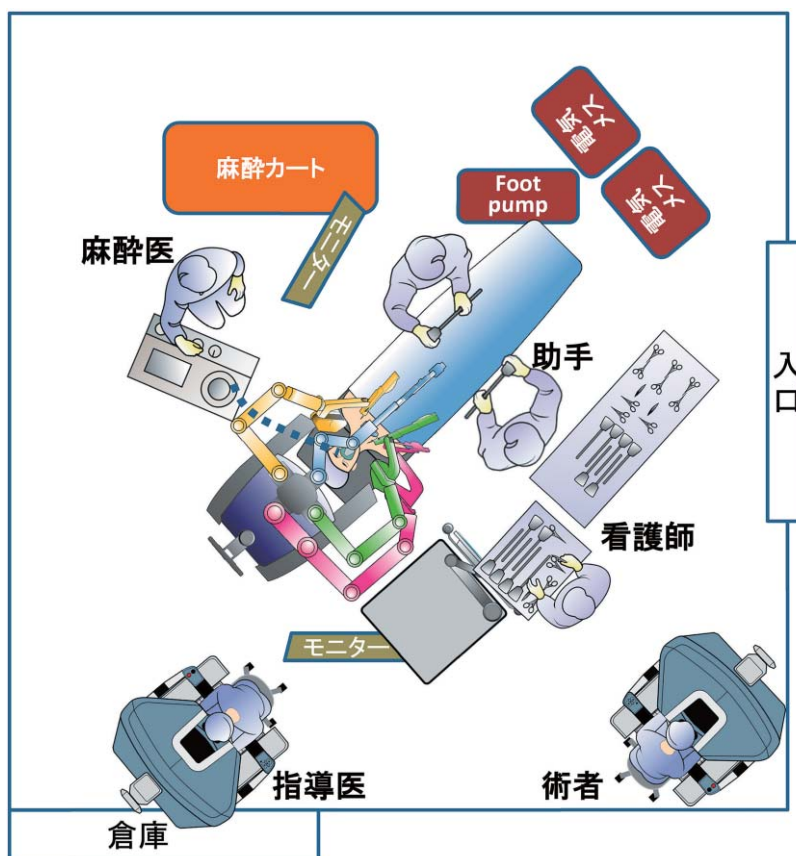 電気
メス
麻酔カート
Foot
pump
電気
メス
モニター
麻酔医
助手
入
口
看護師
モニター
指導医
術者
倉庫